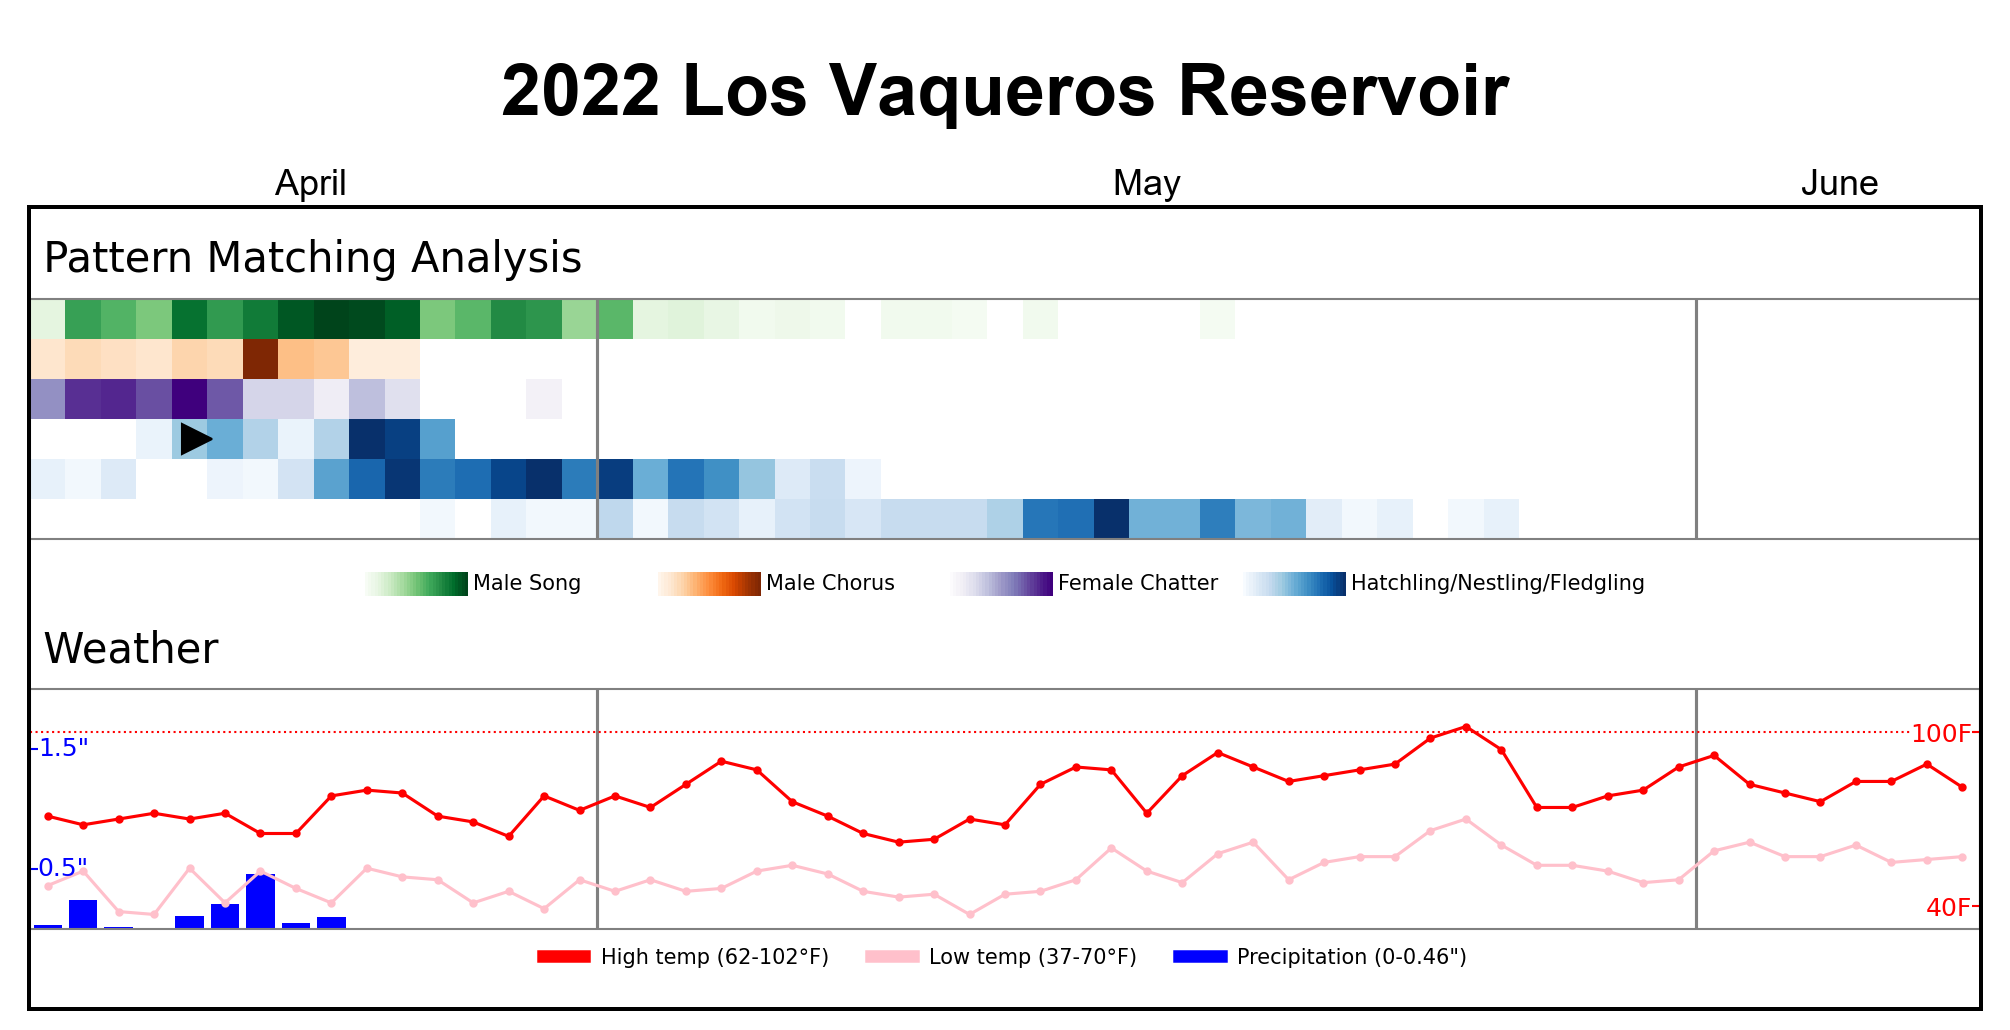 2022 Los Vaqueros Reservoir
April May June
Pattern Matching Analysis
Male Song Male Chorus Female Chatter Hatchling/Nestling/Fledgling
Weather
100F
1.5"
0.5"
40F
High temp (62-102°F) Low temp (37-70°F) Precipitation (0-0.46")